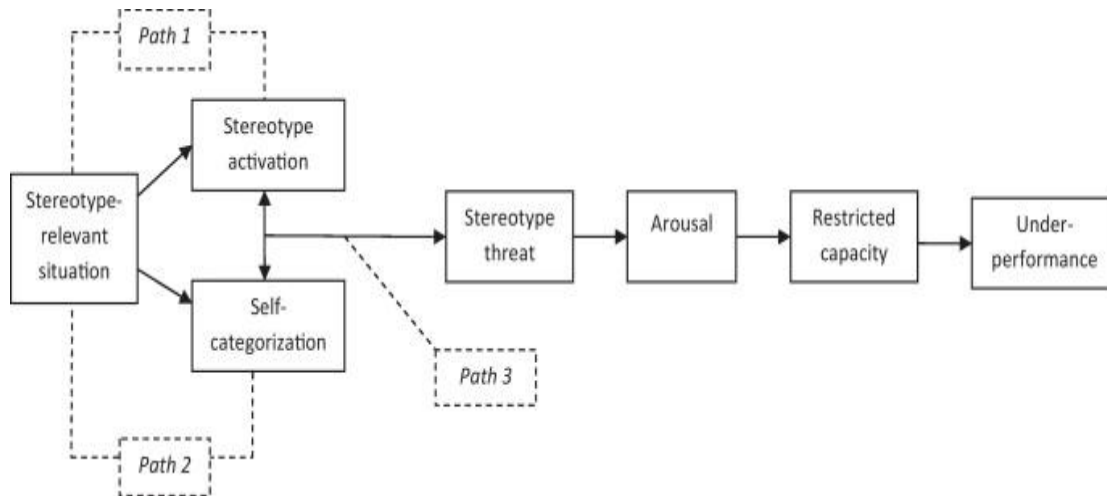 Path 1
Stereotype
activation
Stereotype-
relevant
situation
Self-
categorization
Path 2
Path 3
Stereotype
threat
Arousal
Restricted
capacity
Under-
performance